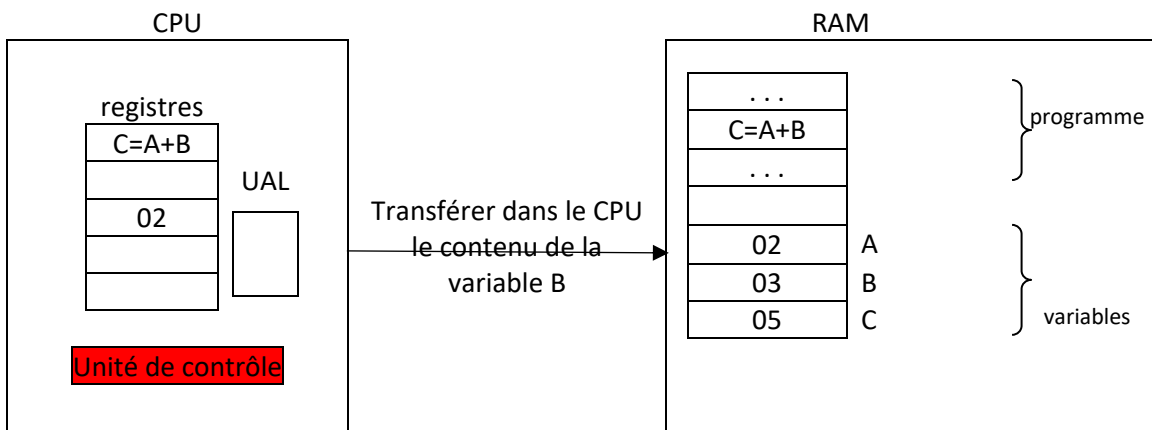 CPU
registres
C=A+B
02
UAL
Unité de contrôle
Transférer dans le CPU
le contenu de la
variable B
RAM
. . .
C=A+B
. . .
programme
02 A
03 B
05 C
variables